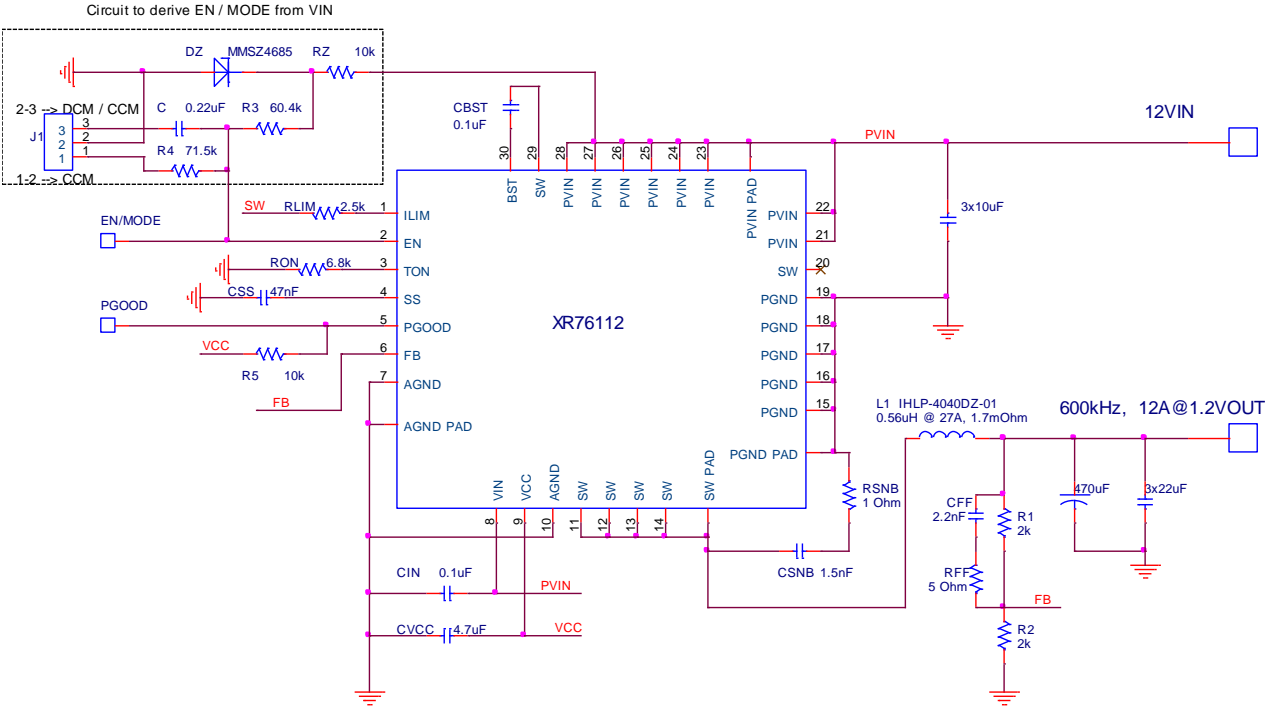 Circuit to derive EN / MODE from VIN
DZ MMSZ4685 RZ 10k
2-3 --> DCM / CCM
C 0.22uF R3 60.4k
J1
3
2
1
3
2
1
R4 71.5k
1-2 --> CCM
CBST
0.1uF
PVIN
12VIN
30 29 28 27 26 25 24 23
BST SW PVIN PVIN PVIN PVIN PVIN PVIN PVIN PAD
SW RLIM 2.5k 1 ILIM
EN/MODE
2 EN
RON 6.8k 3 TON
CSS 47nF 4 SS
PGOOD
5 PGOOD
VCC
R5 10k
6 FB
FB
7 AGND
AGND PAD
XR76112
PVIN 22
PVIN 21
SW 20
PGND 19
PGND 18
PGND 17
PGND 16
PGND 15
PGND PAD
3x10uF
VIN VCC AGND SW SW SW SW SW PAD
8 9 10 11 12 13 14
CIN 0.1uF
PVIN
CVCC 4.7uF
VCC
RSNB
1 Ohm
CSNB 1.5nF
L1 IHLP-4040DZ-01
0.56uH @ 27A, 1.7mOhm
600kHz, 12A@1.2VOUT
CFF
2.2nF
R1
2k
RFF
5 Ohm
FB
R2
2k
470uF
3x22uF